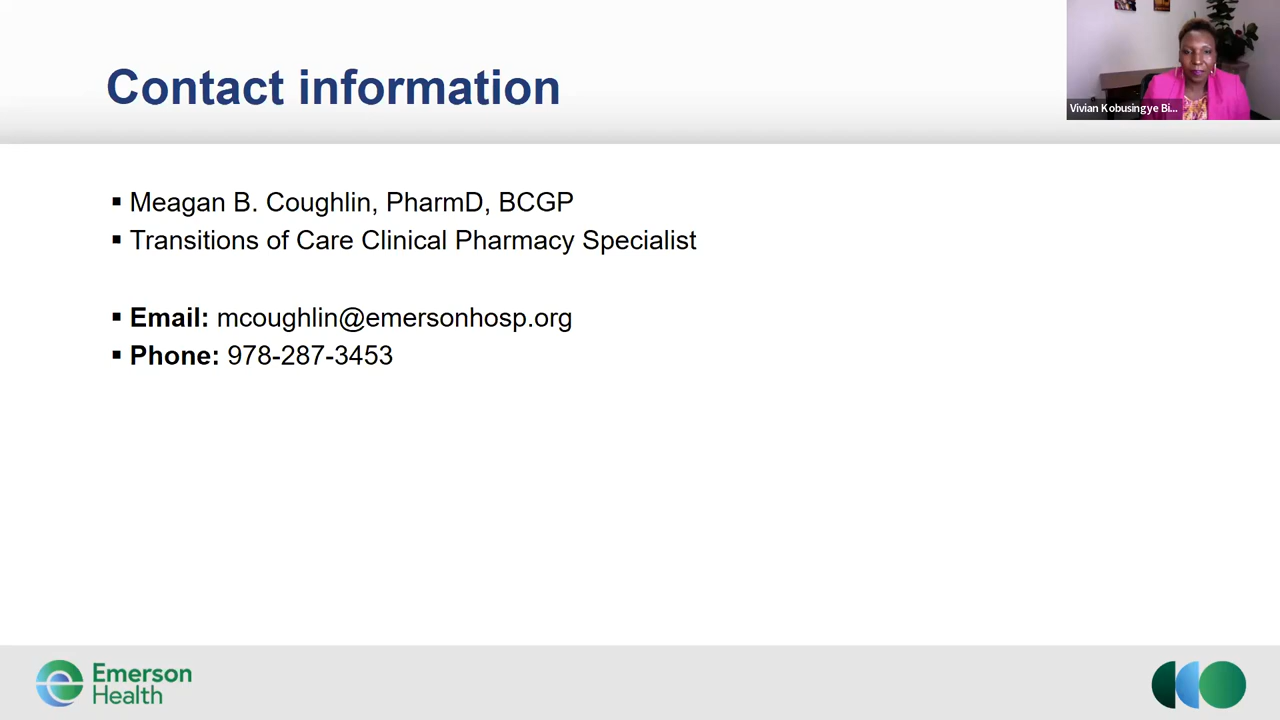 Contact information
Vivian Kobusingye Bi...
▪ Meagan B. Coughlin, PharmD, BCGP
▪ Transitions of Care Clinical Pharmacy Specialist
▪ Email: mcoughlin@emersonhosp.org
▪ Phone: 978-287-3453
Emerson
Health